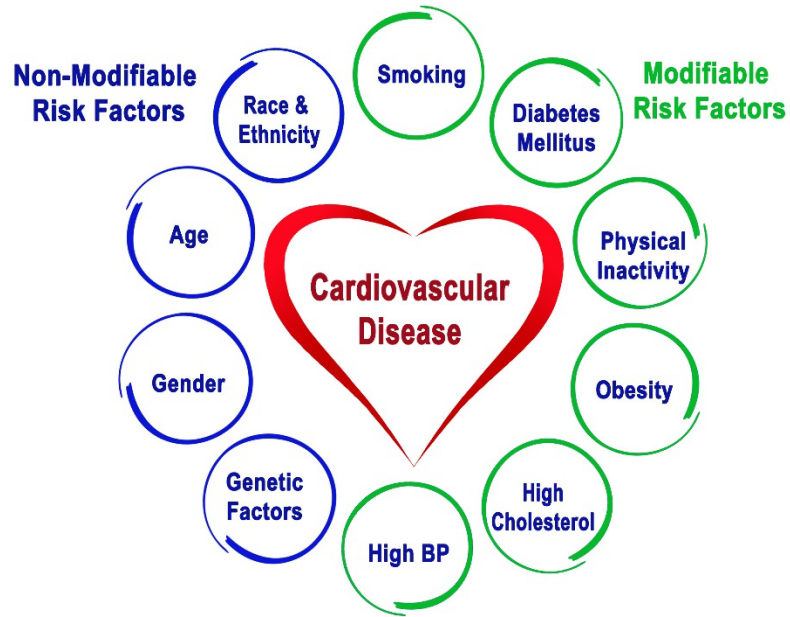 Non-Modifiable
Risk Factors
Modifiable
Risk Factors
Smoking
Diabetes
Mellitus
Physical
Inactivity
Obesity
High
Cholesterol
High BP
Genetic
Factors
Gender
Age
Race &
Ethnicity
Cardiovascular
Disease